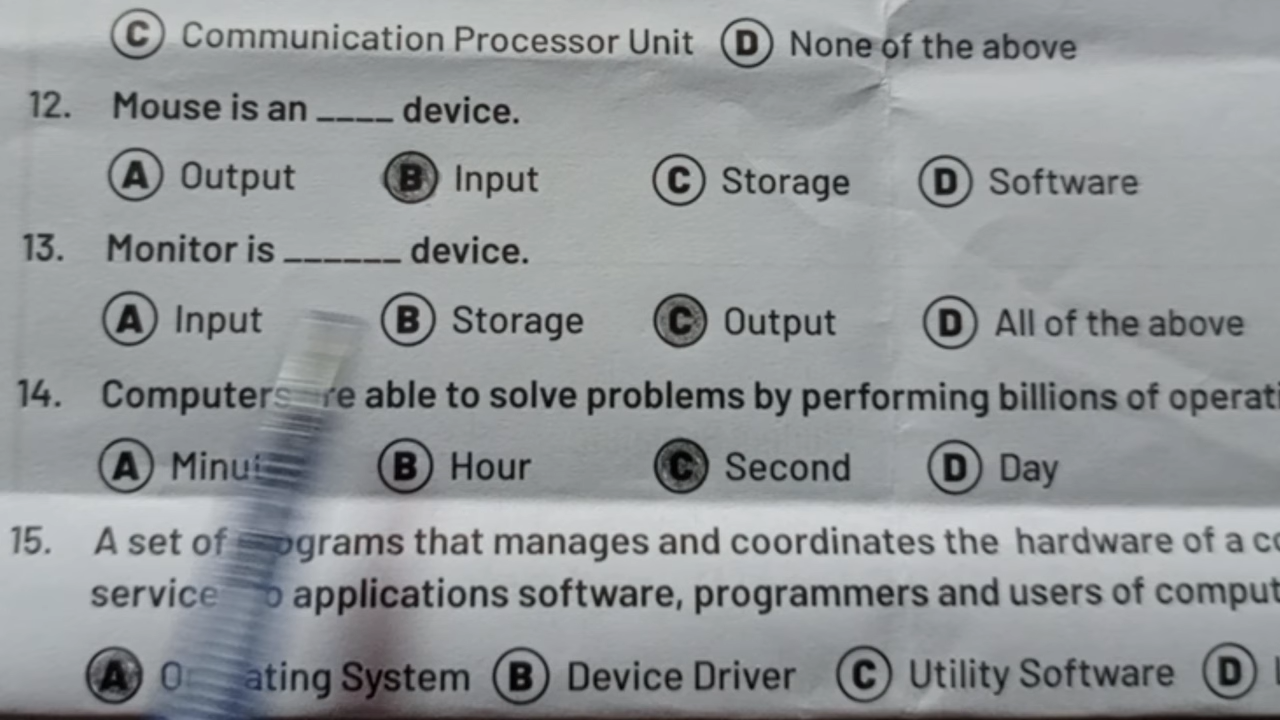 C Communication Processor Unit D None of the above
12. Mouse is an ____ device.
A Output B Input C Storage D Software
13. Monitor is ______ device.
A Input B Storage C Output D All of the above
14. Computers able to solve problems by performing billions of
A B Hour C Second D Day
15. A set of that manages and coordinates the hardware of a
applications software, programmers and users of
A System B Device Driver C Utility Software D